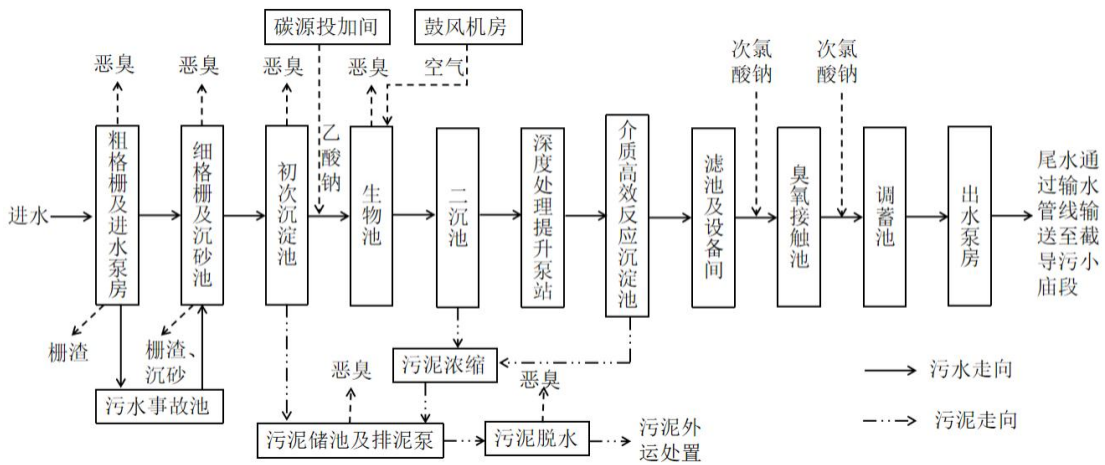 碳源投加间
鼓风机房
恶臭
恶臭
恶臭
恶臭
空气
次氯
酸钠
次氯
酸钠
进水
粗格栅及进水泵房
细格栅及沉砂池
初次沉淀池
乙酸钠
生物池
二沉池
深度处理提升泵站
介质高效反应沉淀池
滤池及设备间
臭氧接触池
调蓄池
出水泵房
尾水通
过输水
管线输
送至截
导污小
庙段
栅渣
栅渣、
沉砂
污水事故池
污泥浓缩
恶臭
恶臭
污泥储池及排泥泵
污泥脱水
污泥外
运处置
污水走向
污泥走向